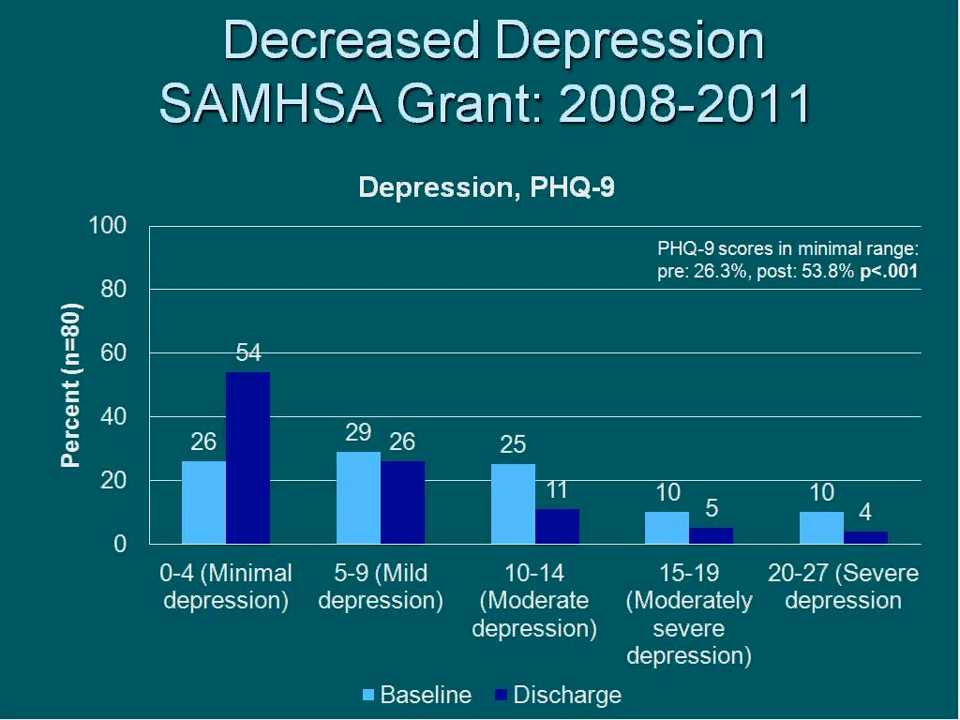 Decreased Depression
SAMHSA Grant: 2008-2011
Depression, PHQ-9
PHQ-9 scores in minimal range:
pre: 26.3%, post: 53.8% p<.001
Percent (n=80)
100
80
60
40
20
0
26
54
29
26
25
11
10
5
10
4
0-4 (Minimal
depression)
5-9 (Mild
depression)
10-14
(Moderate
depression)
15-19
(Moderately
severe
depression)
20-27 (Severe
depression
Baseline
Discharge